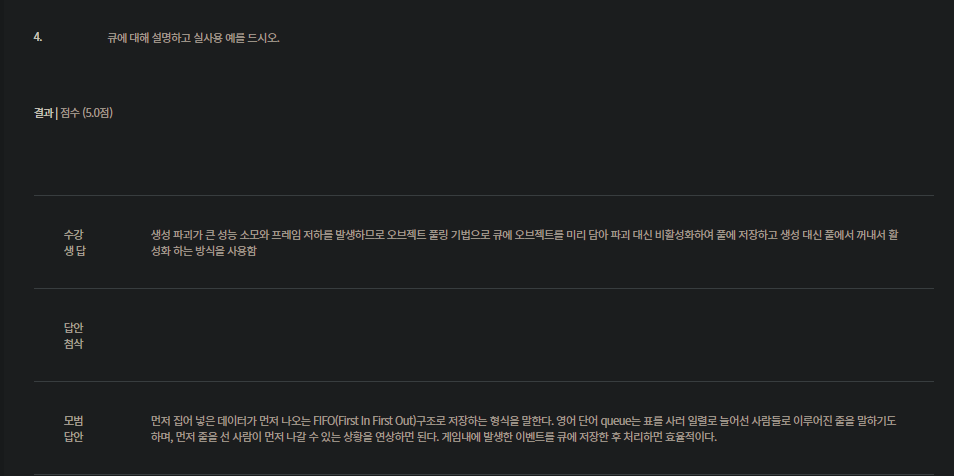 4. 큐에 대해 설명하고 실사용 예를 드시오.
결과 | 점수 (5.0점)
수강
생 답
생성 파괴가 큰 성능 소모와 프레임 저하를 발생하므로 오브젝트 풀링 기법으로 큐에 오브젝트를 미리 담아 파괴 대신 비활성화하여 풀에 저장하고 생성 대신 풀에서 꺼내서 활
성화 하는 방식을 사용함
답안
첨삭
모범
답안
먼저 집어 넣은 데이터가 먼저 나오는 FIFO(First In First Out)구조로 저장하는 형식을 말한다. 영어 단어 queue는 표를 사러 일렬로 늘어선 사람들로 이루어진 줄을 말하기도
하며, 먼저 줄을 선 사람이 먼저 나갈 수 있는 상황을 연상하면 된다. 게임내에 발생한 이벤트를 큐에 저장한 후 처리하면 효율적이다.